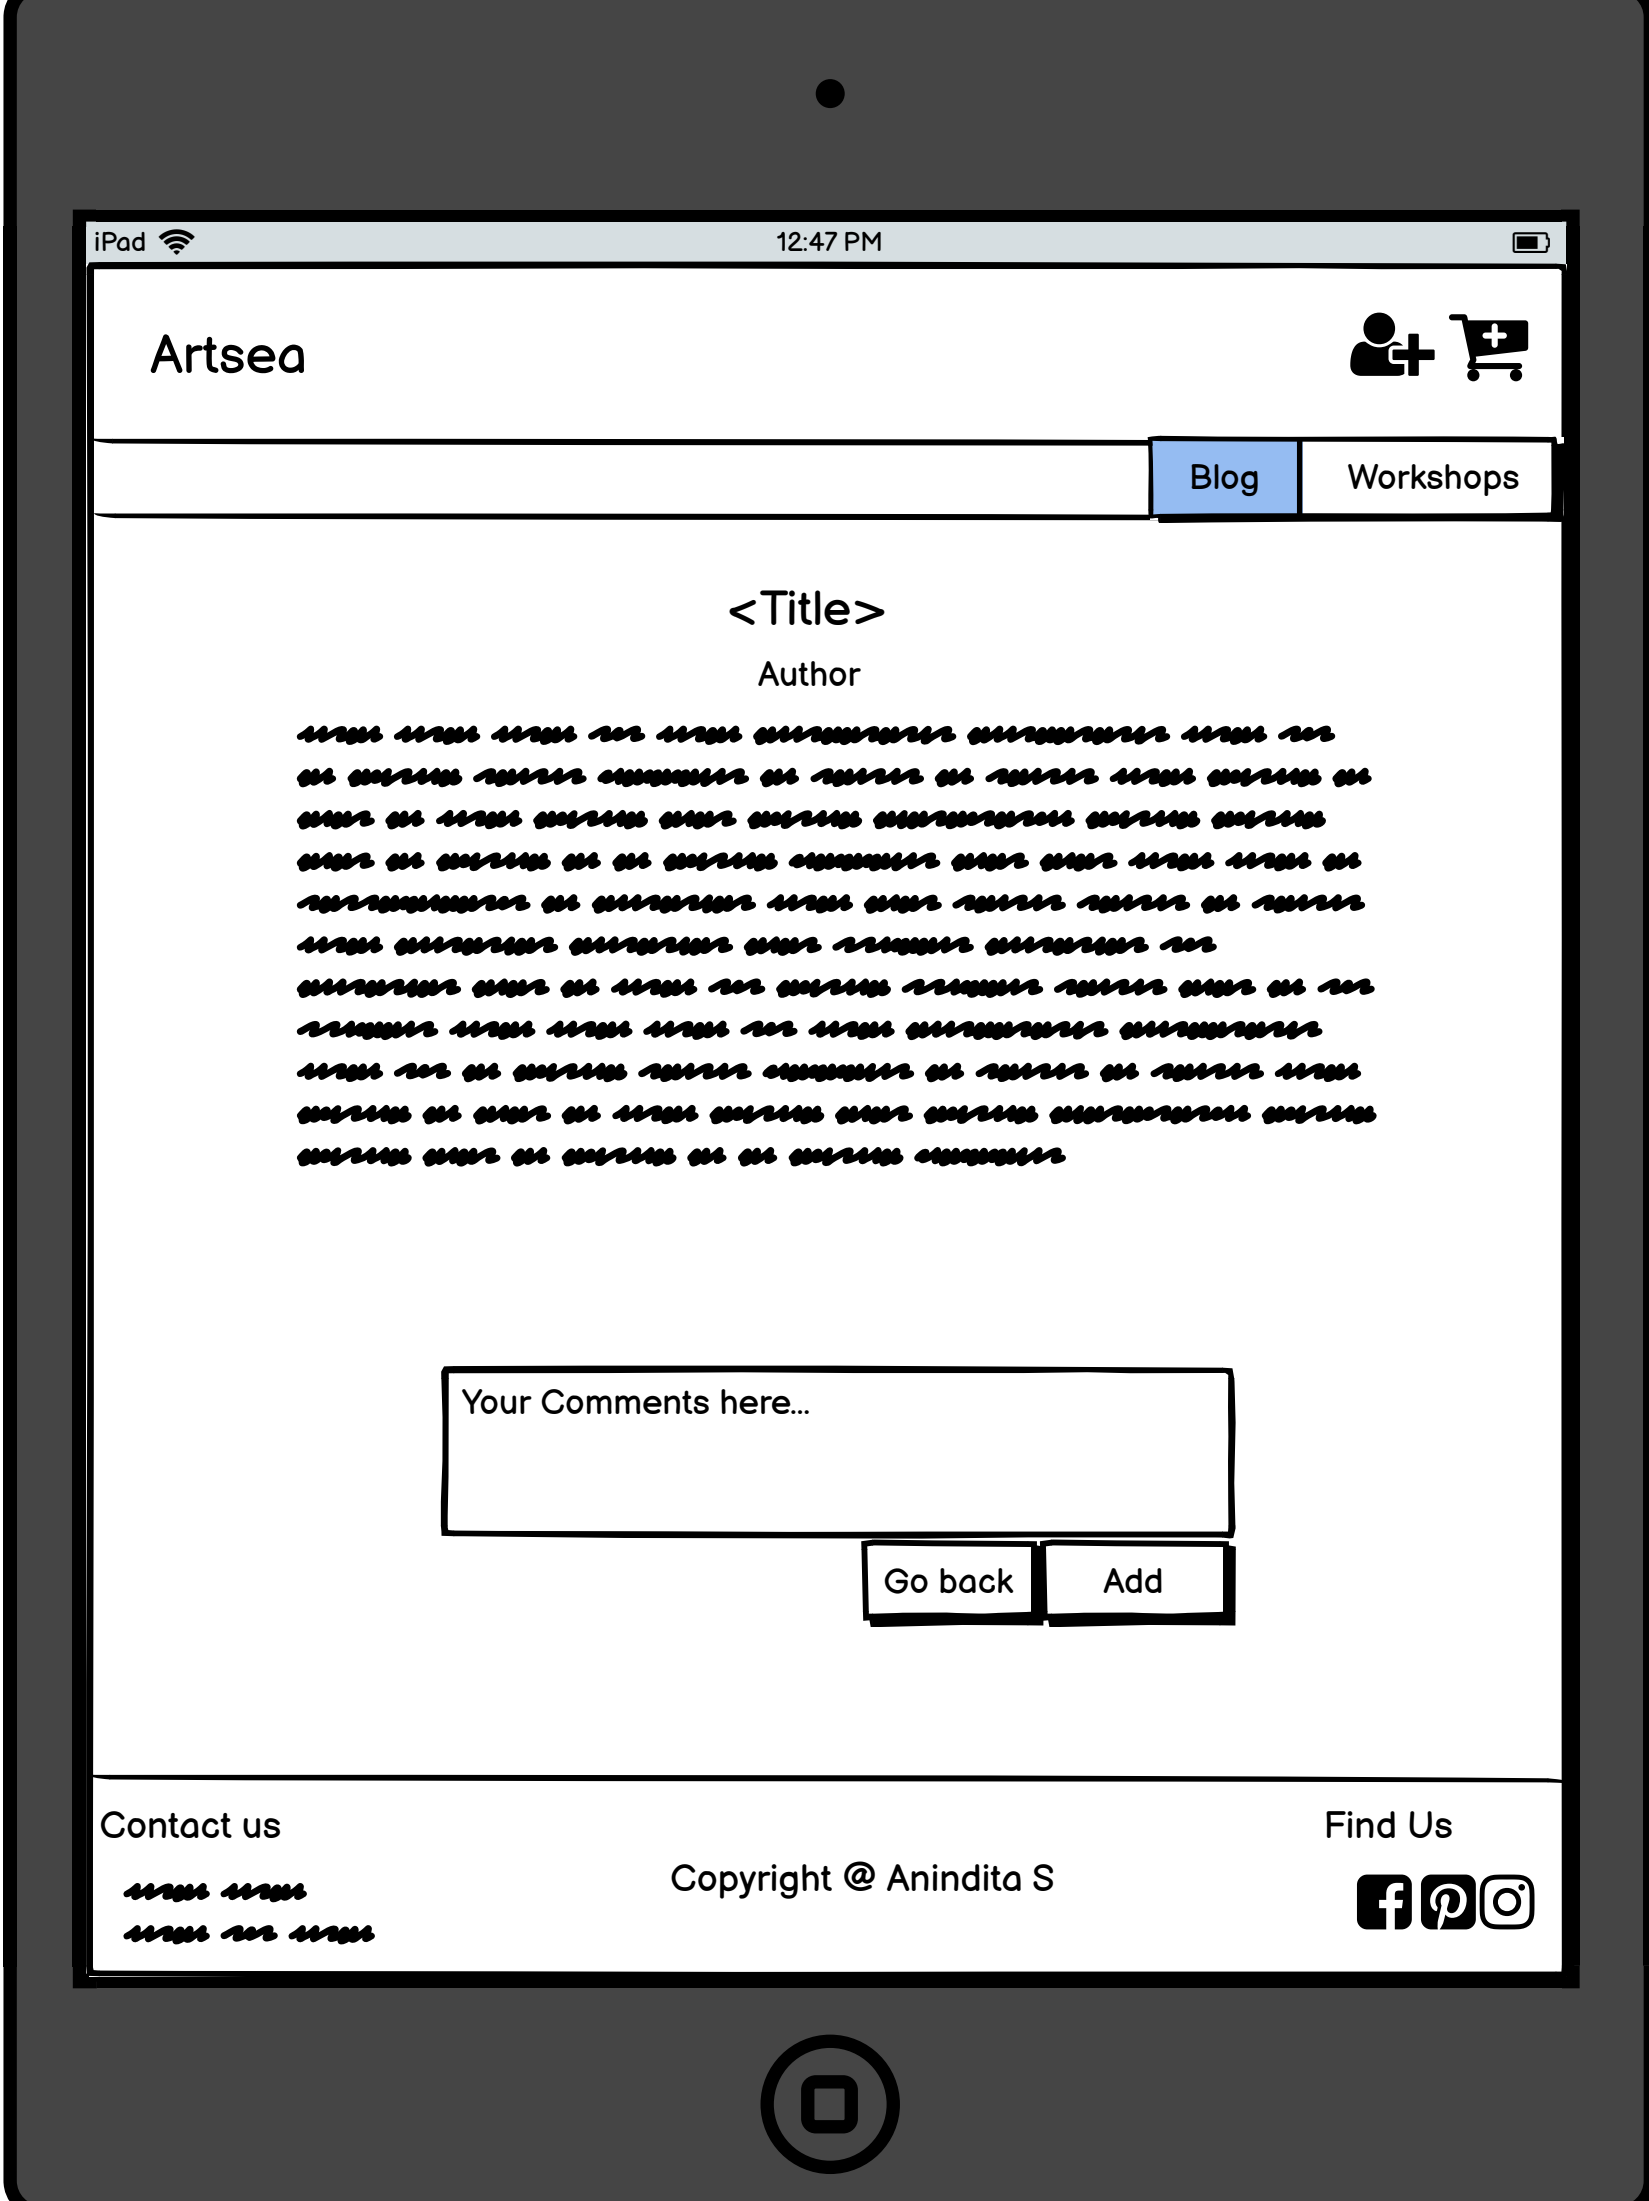 iPad 12:47 PM
Artsea
Blog Workshops
<Title>
Author
Your Comments here...
Go back Add
Contact us Find Us
Copyright @ Anindita S